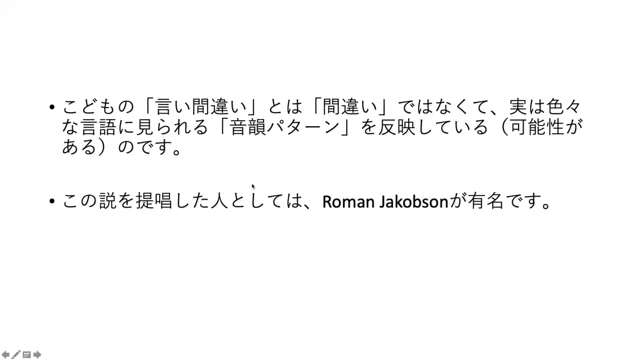 • こどもの「言い間違い」とは「間違い」ではなくて、実は色々
な言語に見られる「音韻パターン」を反映している（可能性が
ある）のです。
• この説を提唱した人としては、Roman Jakobsonが有名です。